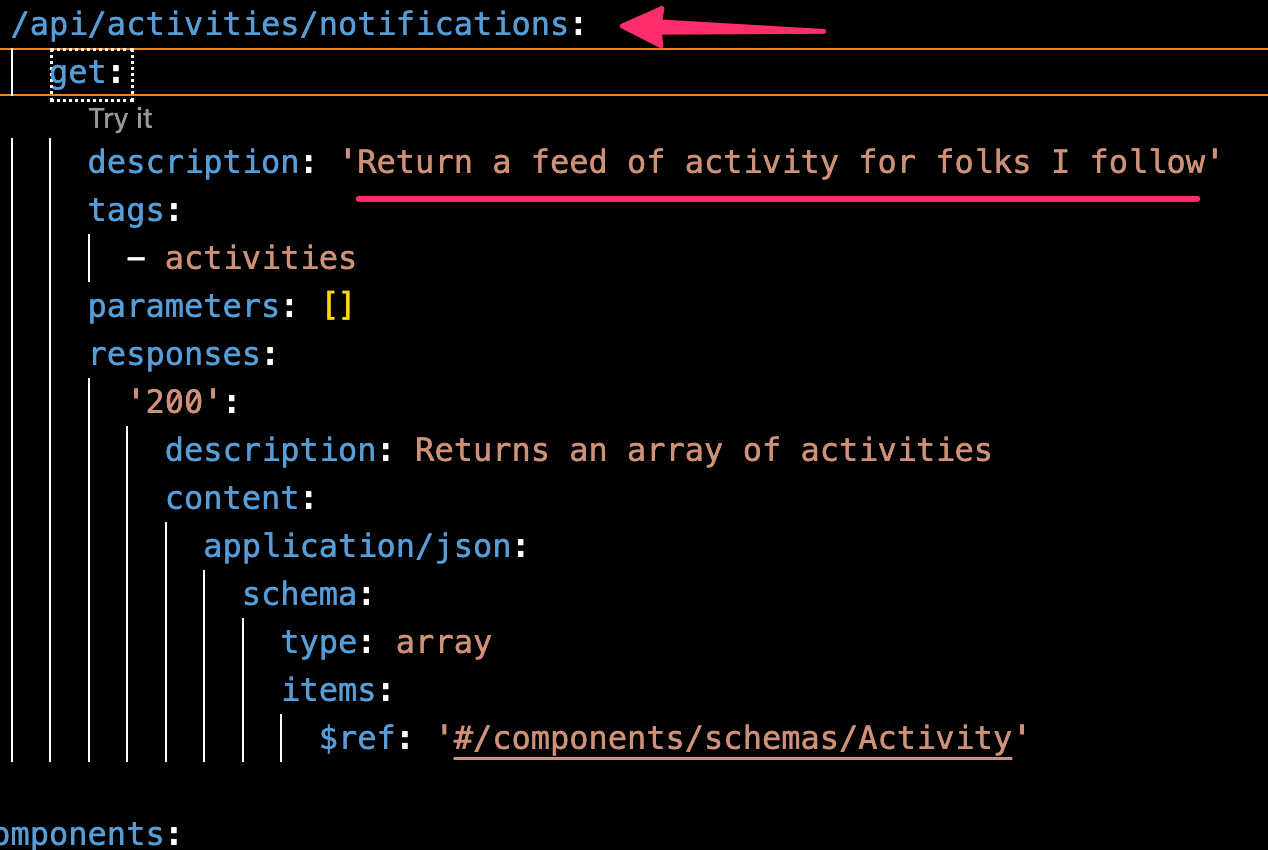 /api/activities/notifications:
get:
Try it
description: 'Return a feed of activity for folks I follow'
tags:
- activities
parameters: []
responses:
'200':
description: Returns an array of activities
content:
application/json:
schema:
type: array
items:
$ref: '#/components/schemas/Activity'
omponents: